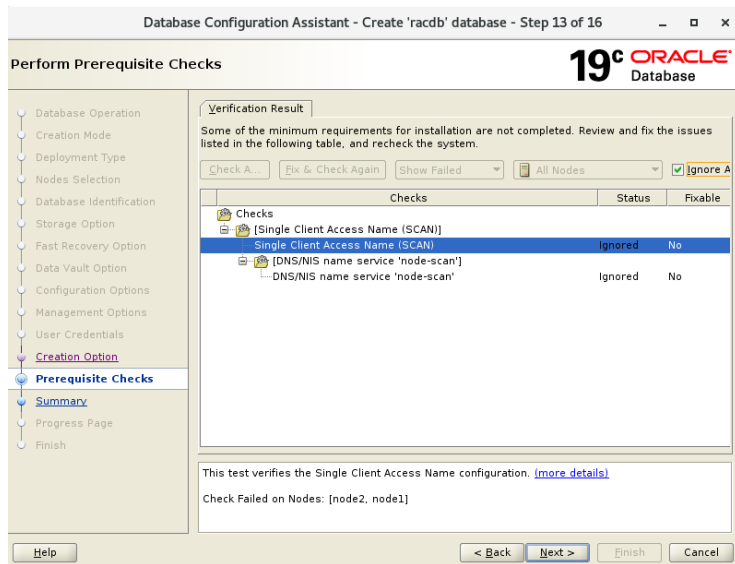 Database Configuration Assistant - Create 'racdb' database - Step 13 of 16
Perform Prerequisite Checks
19c ORACLE
Database
Database Operation
Creation Mode
Deployment Type
Nodes Selection
Database Identification
Storage Option
Fast Recovery Option
Data Vault Option
Configuration Options
Management Options
User Credentials
Creation Option
Prerequisite Checks
Summary
Progress Page
Finish
Verification Result
Some of the minimum requirements for installation are not completed. Review and fix the issues
listed in the following table, and recheck the system.
Check A... Fix & Check Again Show Failed All Nodes Ignore A
Checks Status Fixable
Checks
[Single Client Access Name (SCAN)]
Single Client Access Name (SCAN) Ignored No
[DNS/NIS name service 'node-scan']
DNS/NIS name service 'node-scan' Ignored No
This test verifies the Single Client Access Name configuration. (more details)
Check Failed on Nodes: [node2, node1]
Help < Back Next > Finish Cancel